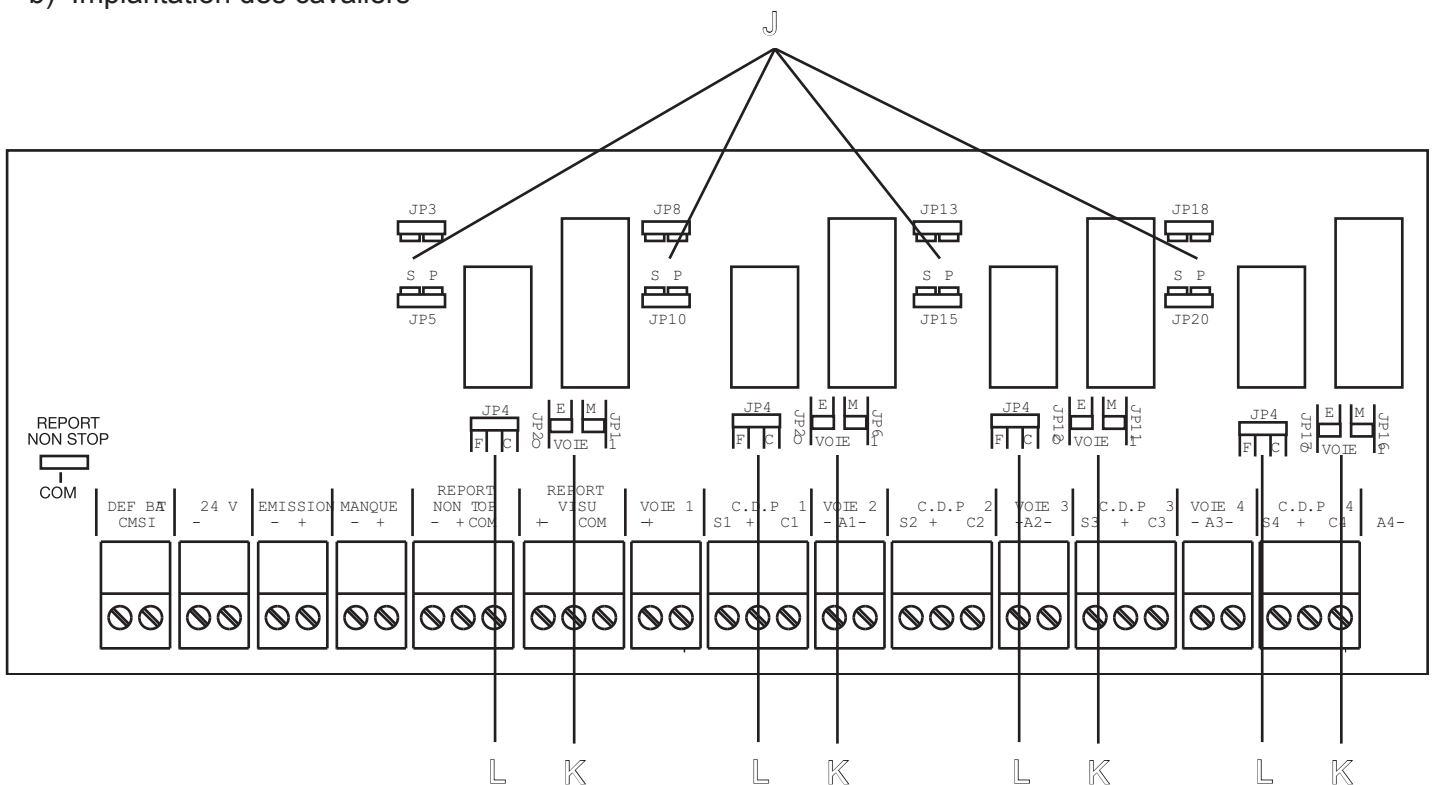 b) Implantation des cavaliers
J
JP3 JP8 JP13 JP18
S P S P S P S P
JP5 JP10 JP15 JP20
REPORT
NON STOP
COM
JP4 E M JP4 E M JP4 E M JP4 E M
F C VOIE F C VOIE F C VOIE F C VOIE
JP11 JP16
DEF BAT 24 V EMISSION MANQUE REPORT REPORT VOIE 1 C.D.P 1 VOIE 2 C.D.P 2 VOIE 3 C.D.P 3 VOIE 4 C.D.P 4
CMSI - - + - + NON TOP VISU -+ S1 + C1 - A1- S2 + C2 -A2- S3 + C3 - A3- S4 + C4 A4-
- + COM +- COM
L K L K L K L K